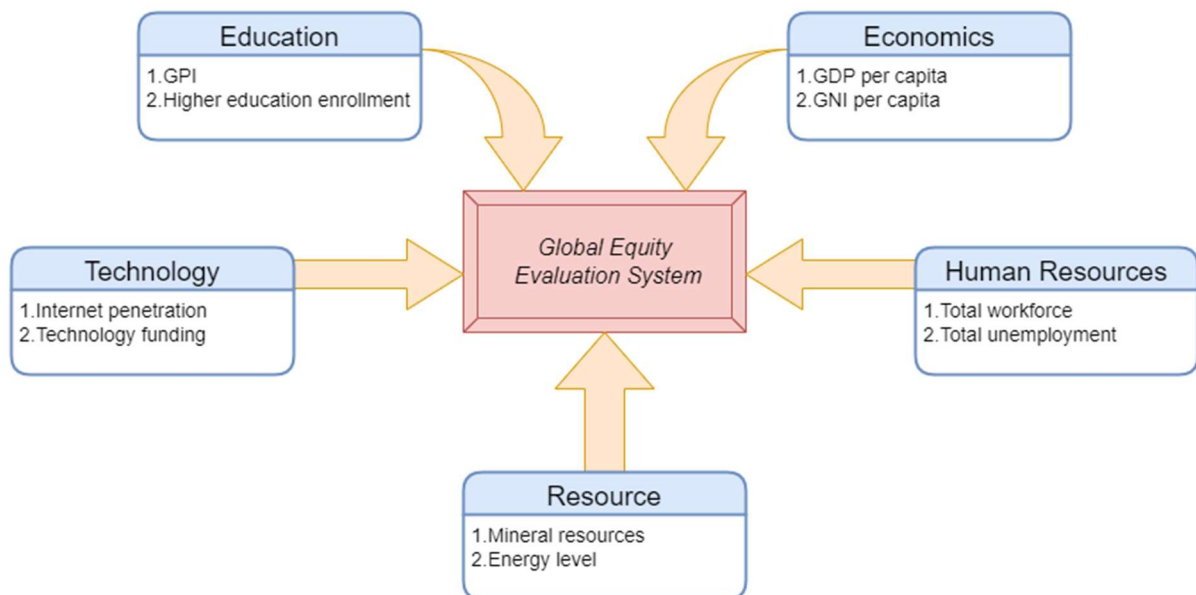 Education
1.GPI
2.Higher education enrollment
Economics
1.GDP per capita
2.GNI per capita
Global Equity
Evaluation System
Technology
1.Internet penetration
2.Technology funding
Human Resources
1.Total workforce
2.Total unemployment
Resource
1.Mineral resources
2.Energy level